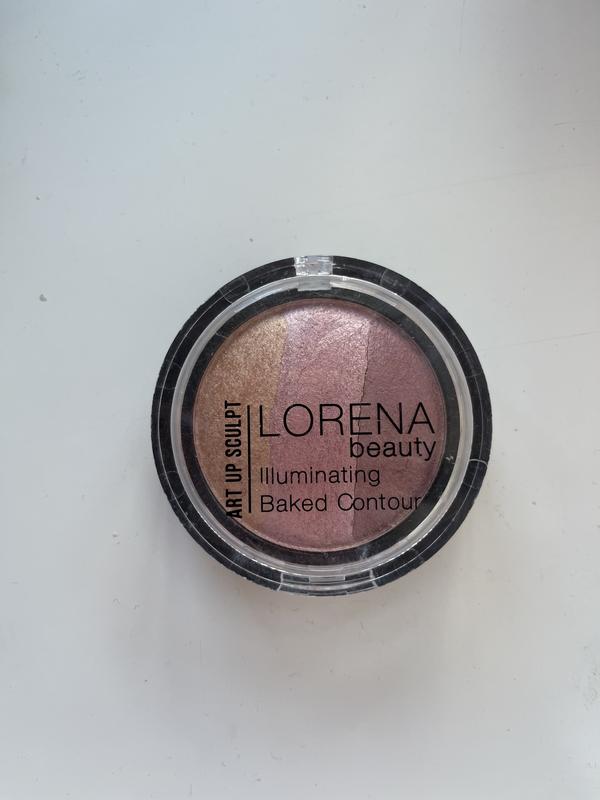 ART UP SCULPT
LORENA
beauty
Illuminating
Baked Contour